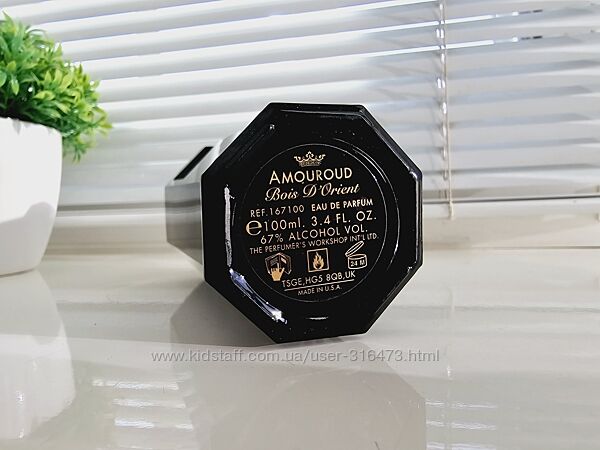 AMOUROUD
Bois D'Orient
REF.167100 EAU DE PARFUM
℮100ml. 3.4 FL. OZ.
67% ALCOHOL VOL.
THE PERFUMER'S WORKSHOP INT'L LTD.
24 M
TSGE,HG5 8QB,UK
MADE IN U.S.A.
www.kidstaff.com.ua/user-316473.html